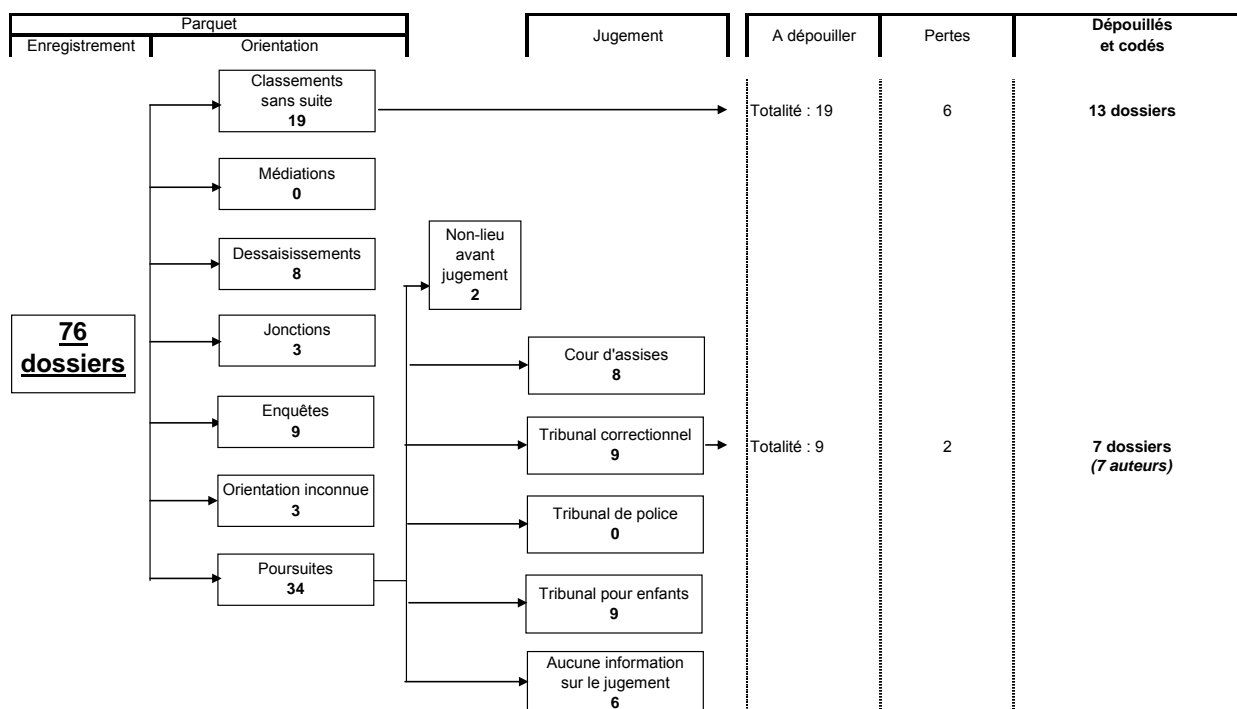 Parquet
Enregistrement
Orientation
Jugement
A dépouiller
Pertes
Dépouillés
et codés
Classements
sans suite
19
Totalité : 19
6
13 dossiers
Médiations
0
Dessaisissements
8
Non-lieu
avant
jugement
2
76
dossiers
Jonctions
3
Cour d'assises
8
Enquêtes
9
Tribunal correctionnel
9
Totalité : 9
2
7 dossiers
(7 auteurs)
Orientation inconnue
3
Tribunal de police
0
Poursuites
34
Tribunal pour enfants
9
Aucune information
sur le jugement
6